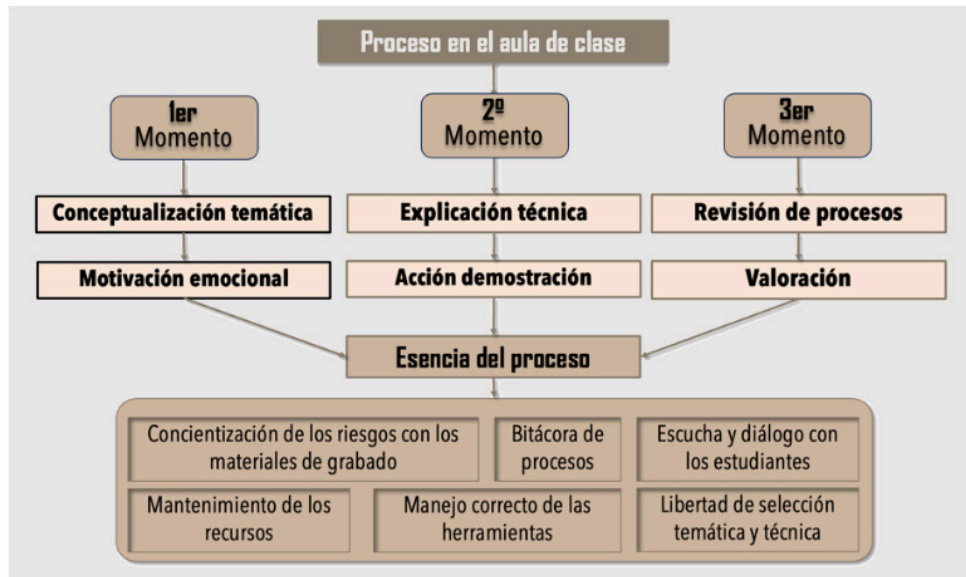 Proceso en el aula de clase
1er
Momento
2º
Momento
3er
Momento
Conceptualización temática
Explicación técnica
Revisión de procesos
Motivación emocional
Acción demostración
Valoración
Esencia del proceso
Concientización de los riesgos con los
materiales de grabado
Bitácora de
procesos
Escucha y diálogo con
los estudiantes
Mantenimiento de los
recursos
Manejo correcto de las
herramientas
Libertad de selección
temática y técnica